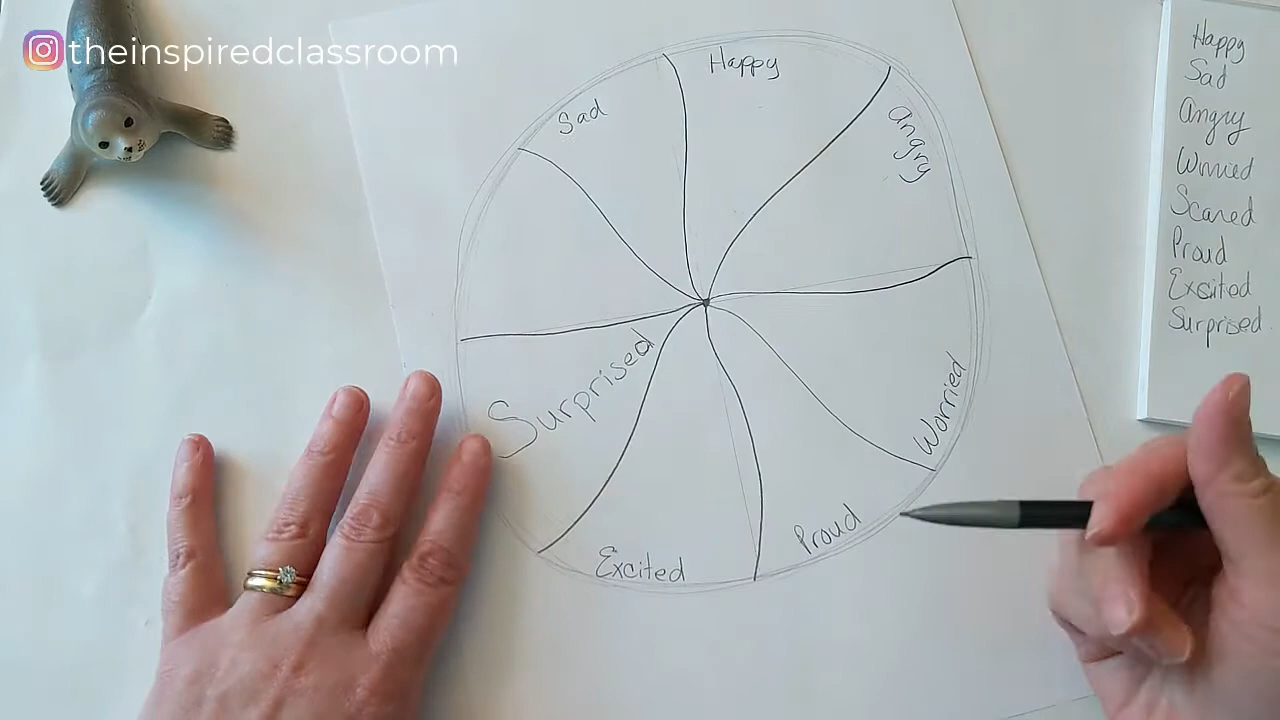 theinspiredclassroom
Happy
Sad
Angry
Surprised
Worried
Excited
Proud
Happy
Sad
Angry
Worried
Scared
Proud
Excited
Surprised